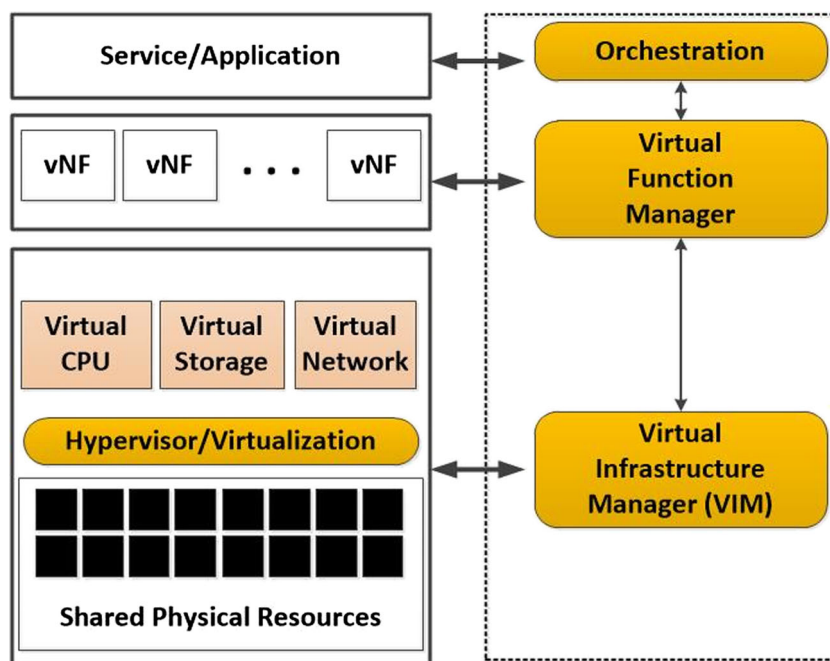 Service/Application
vNF
vNF
. . .
vNF
Virtual
CPU
Virtual
Storage
Virtual
Network
Hypervisor/Virtualization
Shared Physical Resources
Orchestration
Virtual
Function
Manager
Virtual
Infrastructure
Manager (VIM)